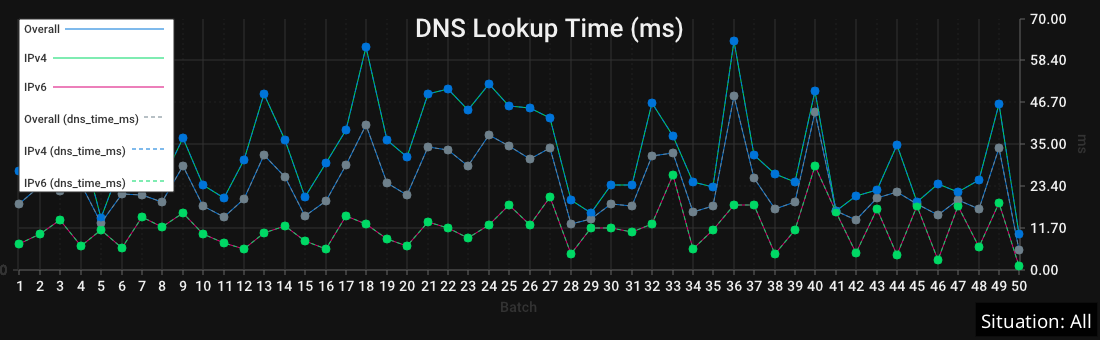 DNS Lookup Time (ms)
Overall
IPv4
IPv6
Overall (dns_time_ms)
IPv4 (dns_time_ms)
IPv6 (dns_time_ms)
70.00
58.40
46.70
35.00
23.40
11.70
0.00
ms
0
1 2 3 4 5 6 7 8 9 10 11 12 13 14 15 16 17 18 19 20 21 22 23 24 25 26 27 28 29 30 31 32 33 34 35 36 37 38 39 40 41 42 43 44 45 46 47 48 49 50
Batch
Situation: All